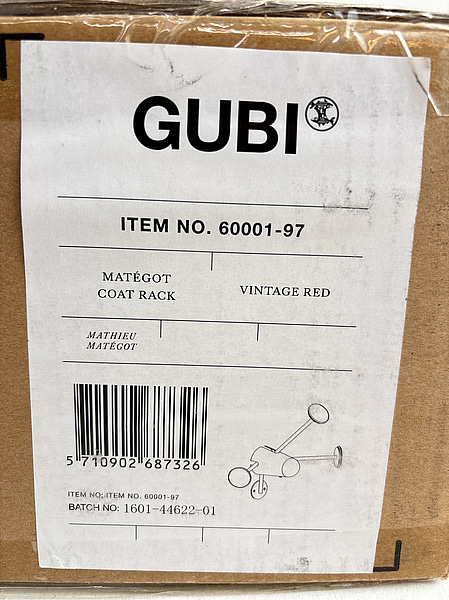 GUBI
ITEM NO. 60001-97
MATÉGOT
COAT RACK
VINTAGE RED
MATHIEU
MATÉGOT
5 710902 687326
ITEM NO; ITEM NO. 60001-97
BATCH NO: 1601-44622-01